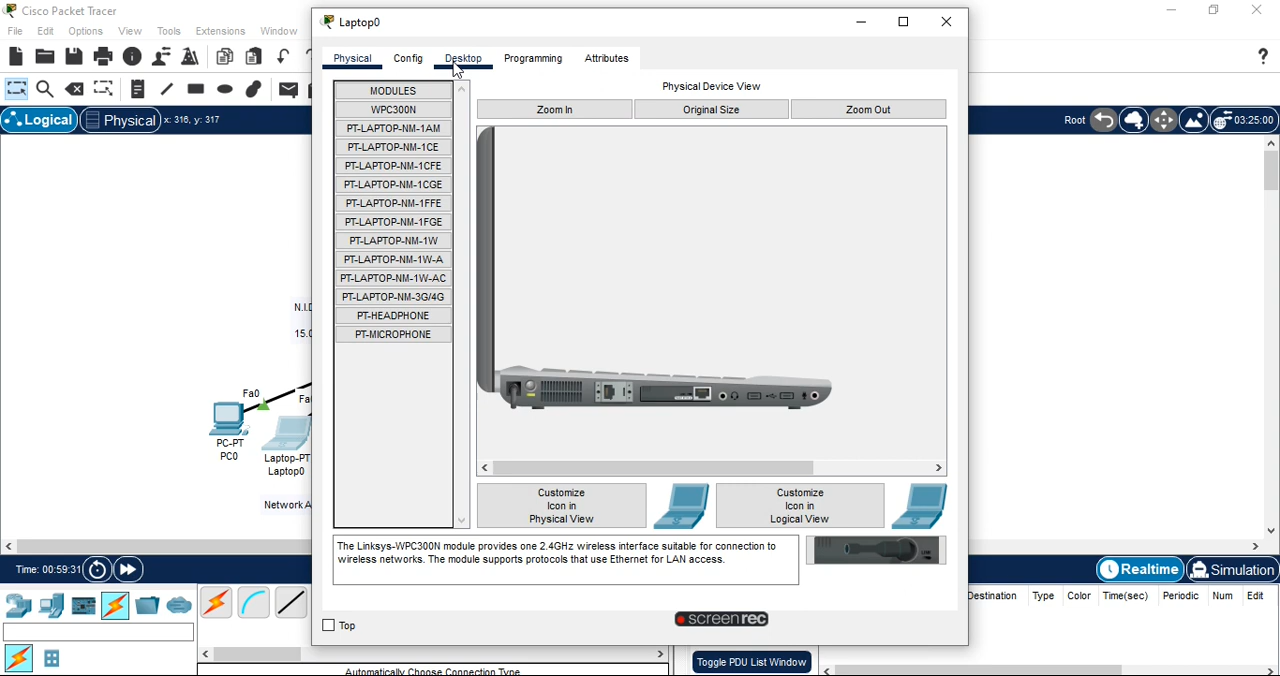 Cisco Packet Tracer
File Edit Options View Tools Extensions Window
Logical Physical x: 316, y: 317
Root 03:25:00
Laptop0
Physical Config Desktop Programming Attributes
MODULES
WPC300N
PT-LAPTOP-NM-1AM
PT-LAPTOP-NM-1CE
PT-LAPTOP-NM-1CFE
PT-LAPTOP-NM-1CGE
PT-LAPTOP-NM-1FFE
PT-LAPTOP-NM-1FGE
PT-LAPTOP-NM-1W
PT-LAPTOP-NM-1W-A
PT-LAPTOP-NM-1W-AC
PT-LAPTOP-NM-3G/4G
PT-HEADPHONE
PT-MICROPHONE
Physical Device View
Zoom In Original Size Zoom Out
Customize
Icon in
Physical View
Customize
Icon in
Logical View
The Linksys-WPC300N module provides one 2.4GHz wireless interface suitable for connection to
wireless networks. The module supports protocols that use Ethernet for LAN access.
Top
screenrec
15.0
Fa0
Fa
PC-PT
PC0
Laptop-PT
Laptop0
Network A
Time: 00:59:31
Realtime Simulation
Destination Type Color Time(sec) Periodic Num Edit
Automatically Choose Connection Type
Toggle PDU List Window